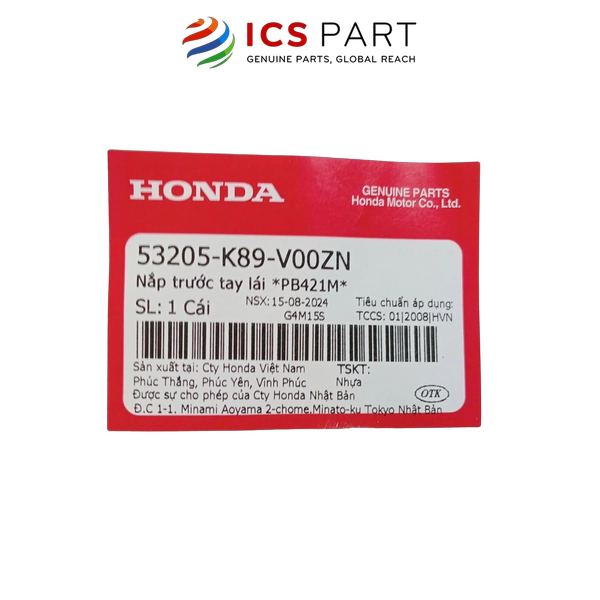 ICS PART
GENUINE PARTS, GLOBAL REACH
HONDA
GENUINE PARTS
Honda Motor Co., Ltd.
53205-K89-V00ZN
Nắp trước tay lái *PB421M*
SL: 1 Cái
NSX: 15-08-2024
G4M15S
Tiêu chuẩn áp dụng:
TCCS: 01|2008|HVN
Sản xuất tại: Cty Honda Việt Nam
TSKT:
Phúc Thắng, Phúc Yên, Vĩnh Phúc
Nhựa
Được sự cho phép của Cty Honda Nhật Bản
OTK
Đ.C 1-1. Minami Aoyama 2-chome,Minato-ku Tokyo Nhật Bản